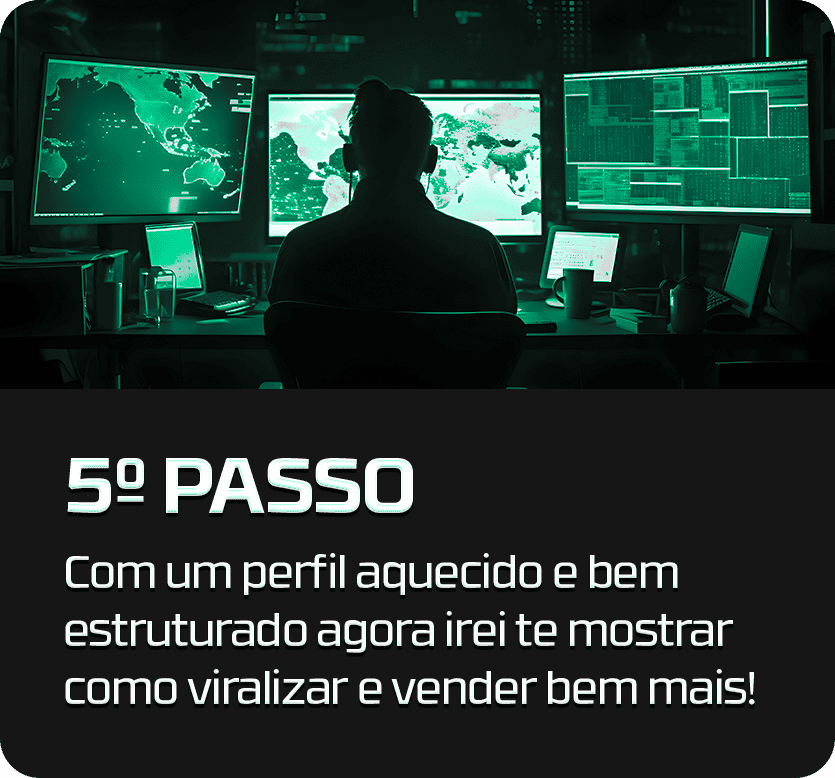 5º PASSO
Com um perfil aquecido e bem
estruturado agora irei te mostrar
como viralizar e vender bem mais!